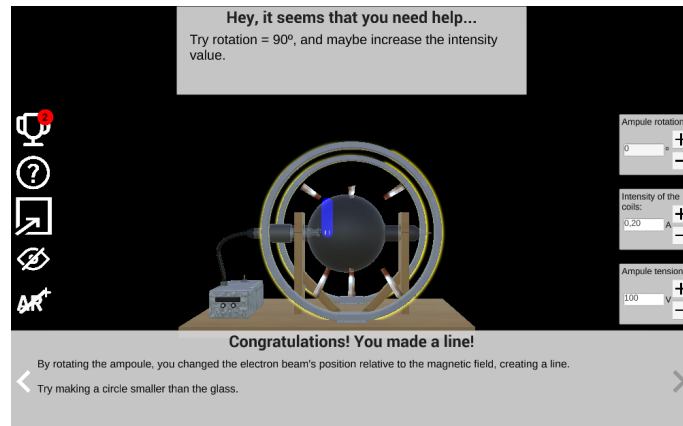 Hey, it seems that you need help...
Try rotation = 90º, and maybe increase the intensity
value.
2
?
AR+
Ampule rotation
0 º
+
−
Intensity of the
coils:
0,20 A
+
−
Ampule tension
100 V
+
−
Congratulations! You made a line!
By rotating the ampoule, you changed the electron beam's position relative to the magnetic field, creating a line.
Try making a circle smaller than the glass.